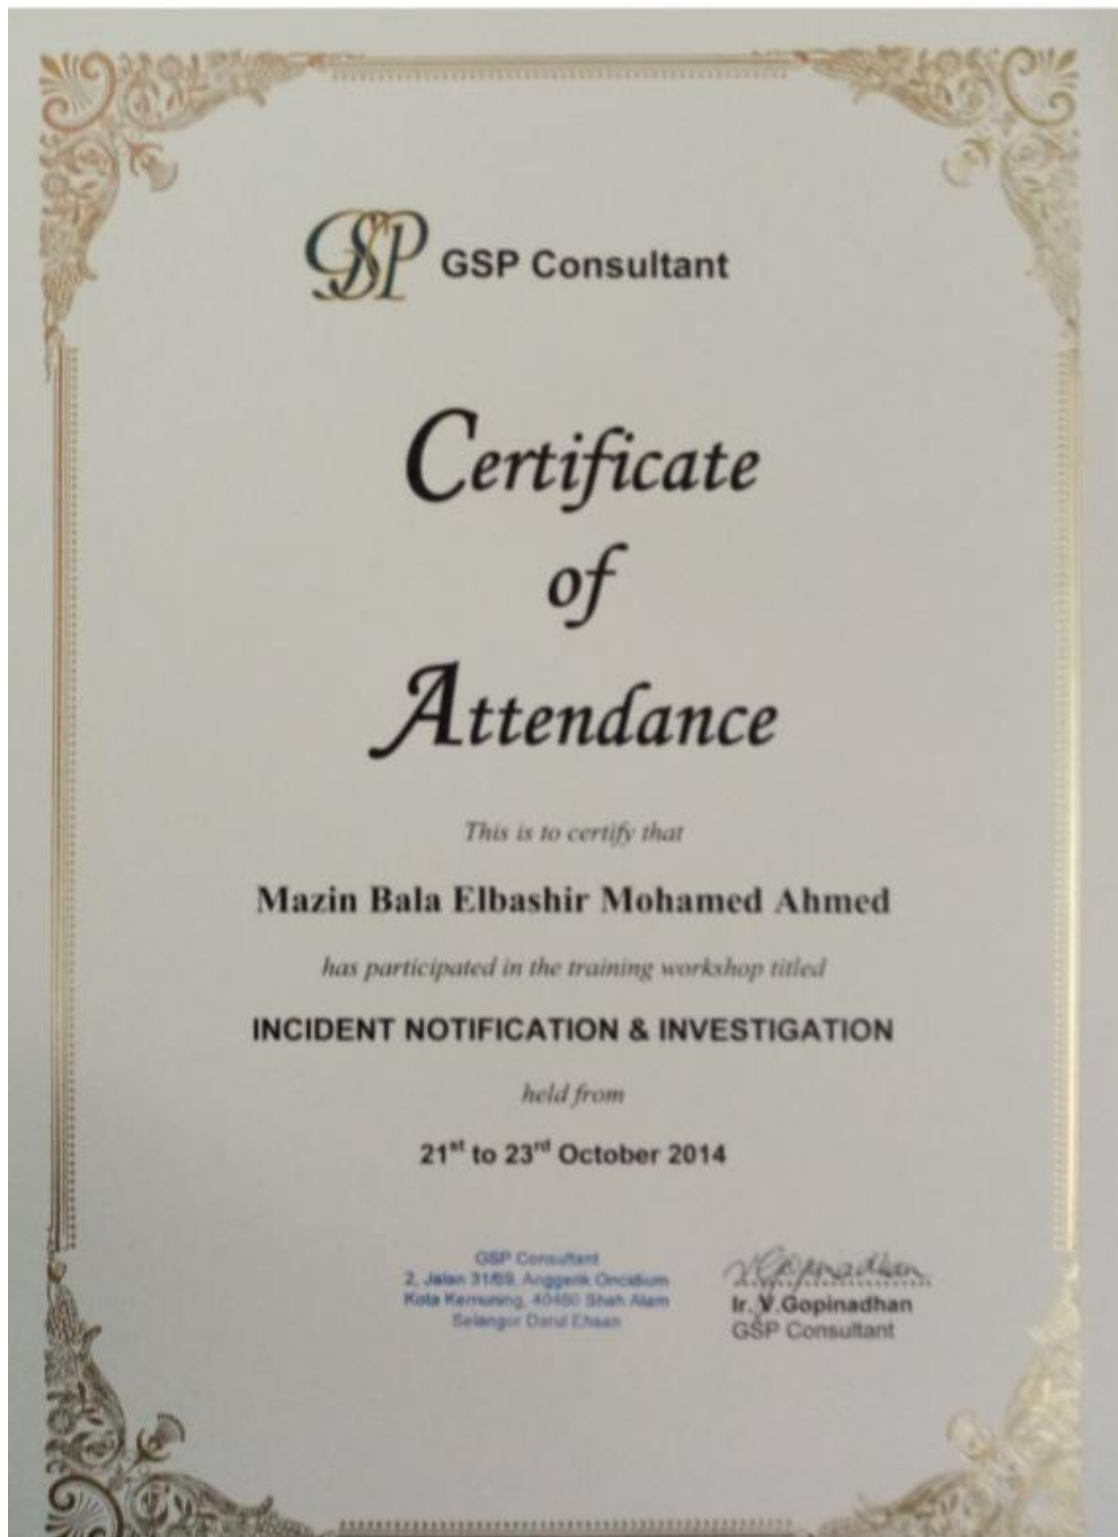 GSP GSP Consultant
Certificate
of
Attendance
This is to certify that
Mazin Bala Elbashir Mohamed Ahmed
has participated in the training workshop titled
INCIDENT NOTIFICATION & INVESTIGATION
held from
21st to 23rd October 2014
GSP Consultant
2, Jalan 31/69, Anggerik Oncidium
Kota Kemuning, 40460 Shah Alam
Selangor Darul Ehsan
V Gopinadhan
Ir. V.Gopinadhan
GSP Consultant